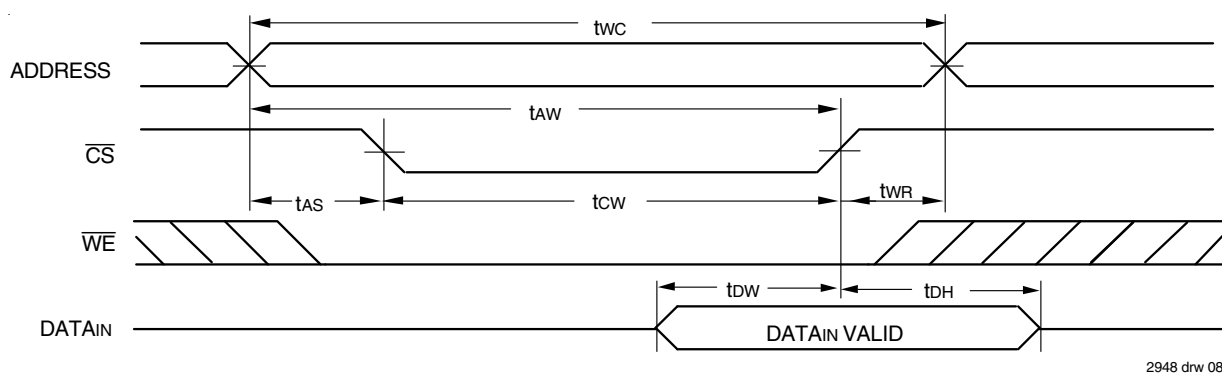 tWC
ADDRESS
tAW
CS
tAS
tCW
tWR
WE
tDW
tDH
DATAIN
DATAIN VALID
2948 drw 08